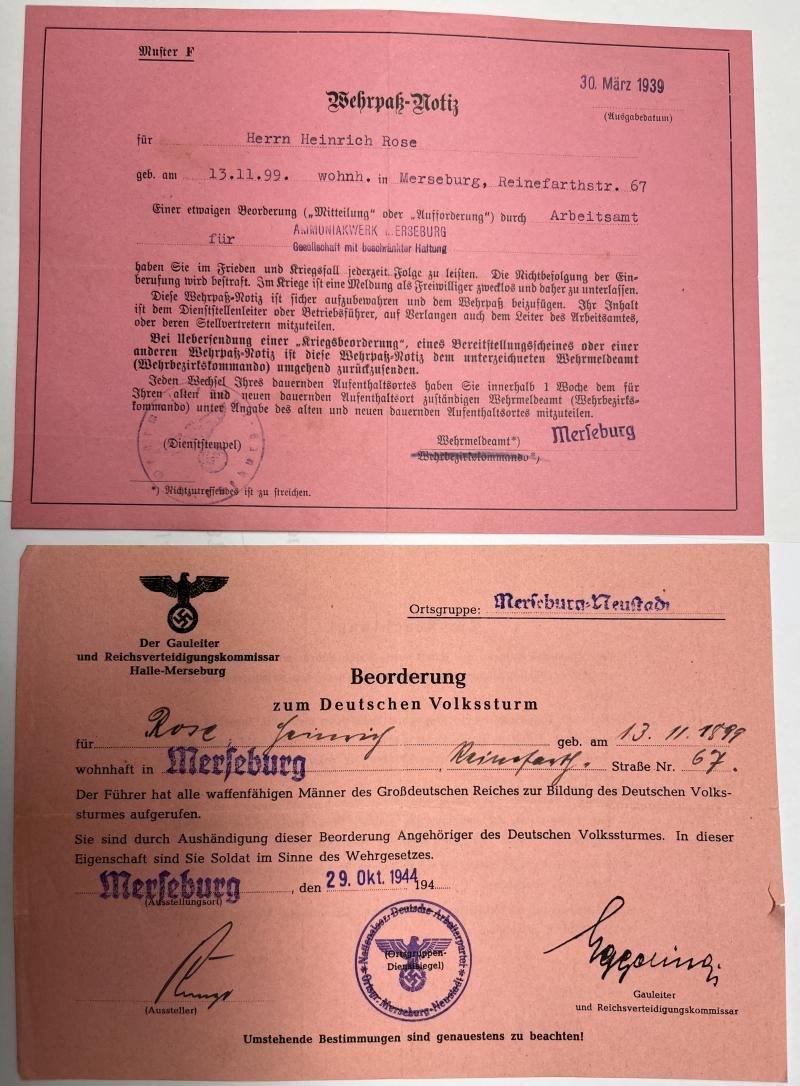 Muster F
30. März 1939
Wehrpaß-Notiz
(Ausgabedatum)
für Herrn Heinrich Rose
geb. am 13.11.99. wohnh. in Merseburg, Reinefarthstr. 67
Einer etwaigen Beorderung („Mitteilung“ oder „Aufforderung“) durch Arbeitsamt
für AMMONIAKWERK MERSEBURG
Gesellschaft mit beschränkter Haftung
haben Sie im Frieden und Kriegsfall jederzeit Folge zu leisten. Die Nichtbefolgung der Ein-
berufung wird bestraft. Im Kriege ist eine Meldung als Freiwilliger zwecklos und daher zu unterlassen.
Diese Wehrpaß-Notiz ist sicher aufzubewahren und dem Wehrpaß beizufügen. Ihr Inhalt
ist dem Dienststellenleiter oder Betriebsführer, auf Verlangen auch dem Leiter des Arbeitsamtes,
oder deren Stellvertretern mitzuteilen.
Bei Uebersendung einer „Kriegsbeorderung“, eines Bereitstellungsscheines oder einer
anderen Wehrpaß-Notiz ist diese Wehrpaß-Notiz dem unterzeichneten Wehrmeldeamt
(Wehrbezirkskommando) umgehend zurückzusenden.
Jeden Wechsel Ihres dauernden Aufenthaltsortes haben Sie innerhalb 1 Woche dem für
Ihren alten und neuen dauernden Aufenthaltsort zuständigen Wehrmeldeamt (Wehrbezirks-
kommando) unter Angabe des alten und neuen dauernden Aufenthaltsortes mitzuteilen.
(Dienststempel)
Wehrmeldeamt*) Merseburg
Wehrbezirkskommando*)
*) Nichtzutreffendes ist zu streichen.
Ortsgruppe: Merseburg-Neustadt
Der Gauleiter
und Reichsverteidigungskommissar
Halle-Merseburg
Beorderung
zum Deutschen Volkssturm
für Rose, Heinrich geb. am 13. 11. 1899
wohnhaft in Merseburg, Reinefarth- Straße Nr. 67.
Der Führer hat alle waffenfähigen Männer des Großdeutschen Reiches zur Bildung des Deutschen Volks-
sturmes aufgerufen.
Sie sind durch Aushändigung dieser Beorderung Angehöriger des Deutschen Volkssturmes. In dieser
Eigenschaft sind Sie Soldat im Sinne des Wehrgesetzes.
Merseburg, den 29. Okt. 1944 194
(Ausstellungsort)
Nationalsoz. Deutsche Arbeiterpartei
Ortsgr. Merseburg-Neustadt
(Ortsgruppen-
Dienstsiegel)
(Aussteller)
Gauleiter
und Reichsverteidigungskommissar
Umstehende Bestimmungen sind genauestens zu beachten!